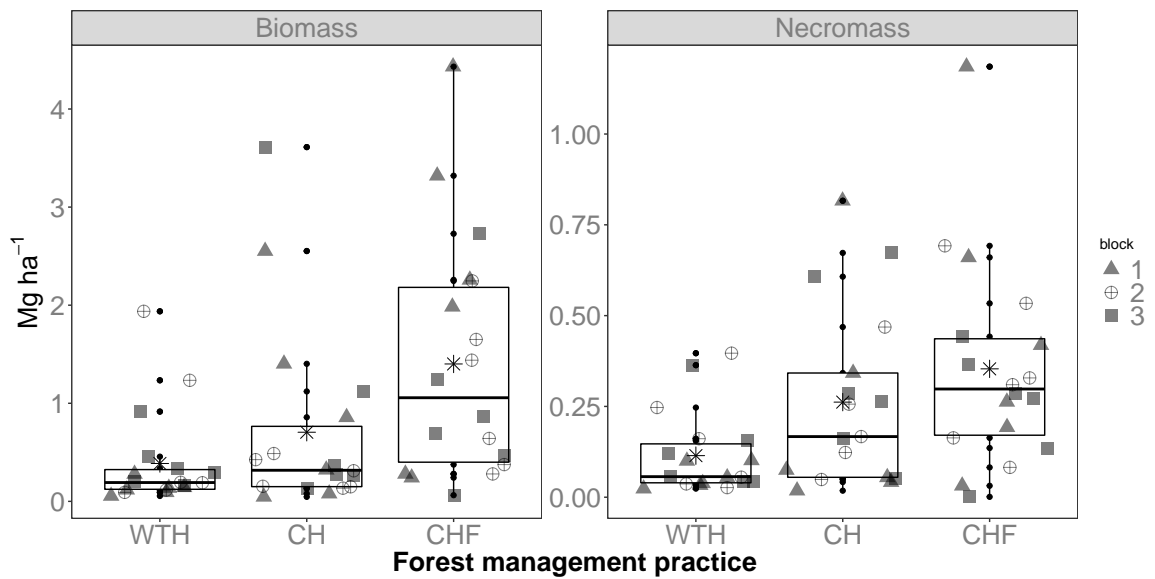 Biomass
Necromass
Mg ha⁻¹
4
3
2
1
0
1.00
0.75
0.50
0.25
0.00
block
1
2
3
WTH CH CHF
WTH CH CHF
Forest management practice